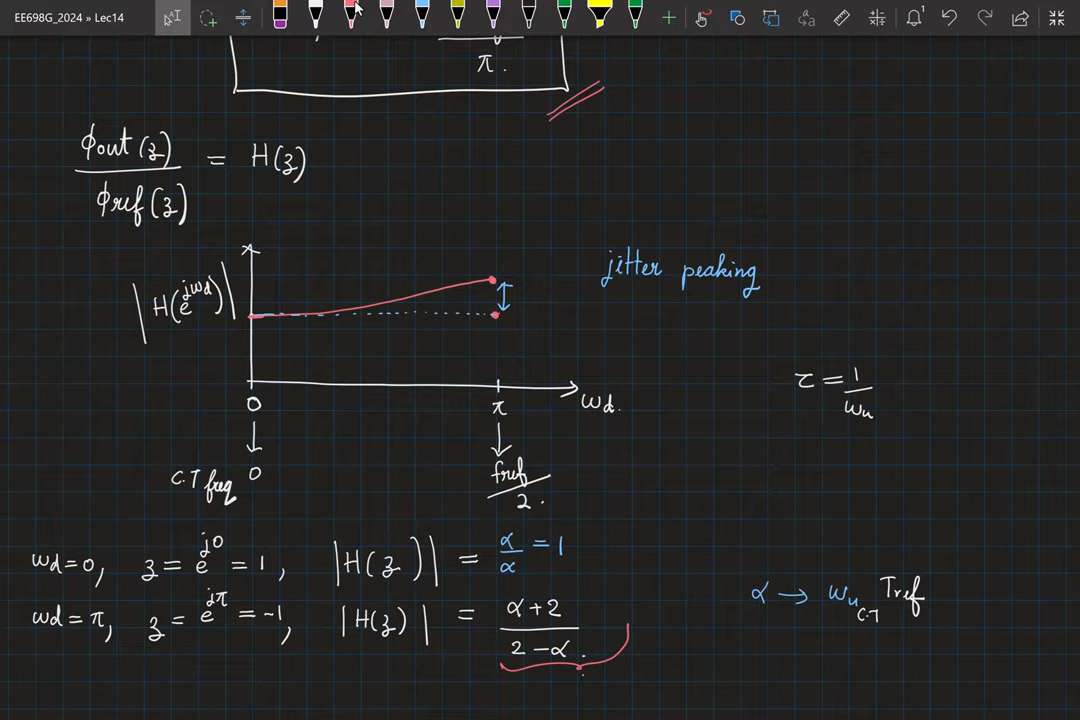 EE698G_2024 » Lec14
π.
ϕout(z) / ϕref(z) = H(z)
jitter peaking
|H(e^{jωd})|
τ = 1/ωu
0 π ωd.
C.T freq 0 fref/2.
ωd=0, z = e^{j0} = 1, |H(z)| = α/α = 1
α → ωu C.T Tref
ωd=π, z = e^{jπ} = -1, |H(z)| = (α+2)/(2-α).